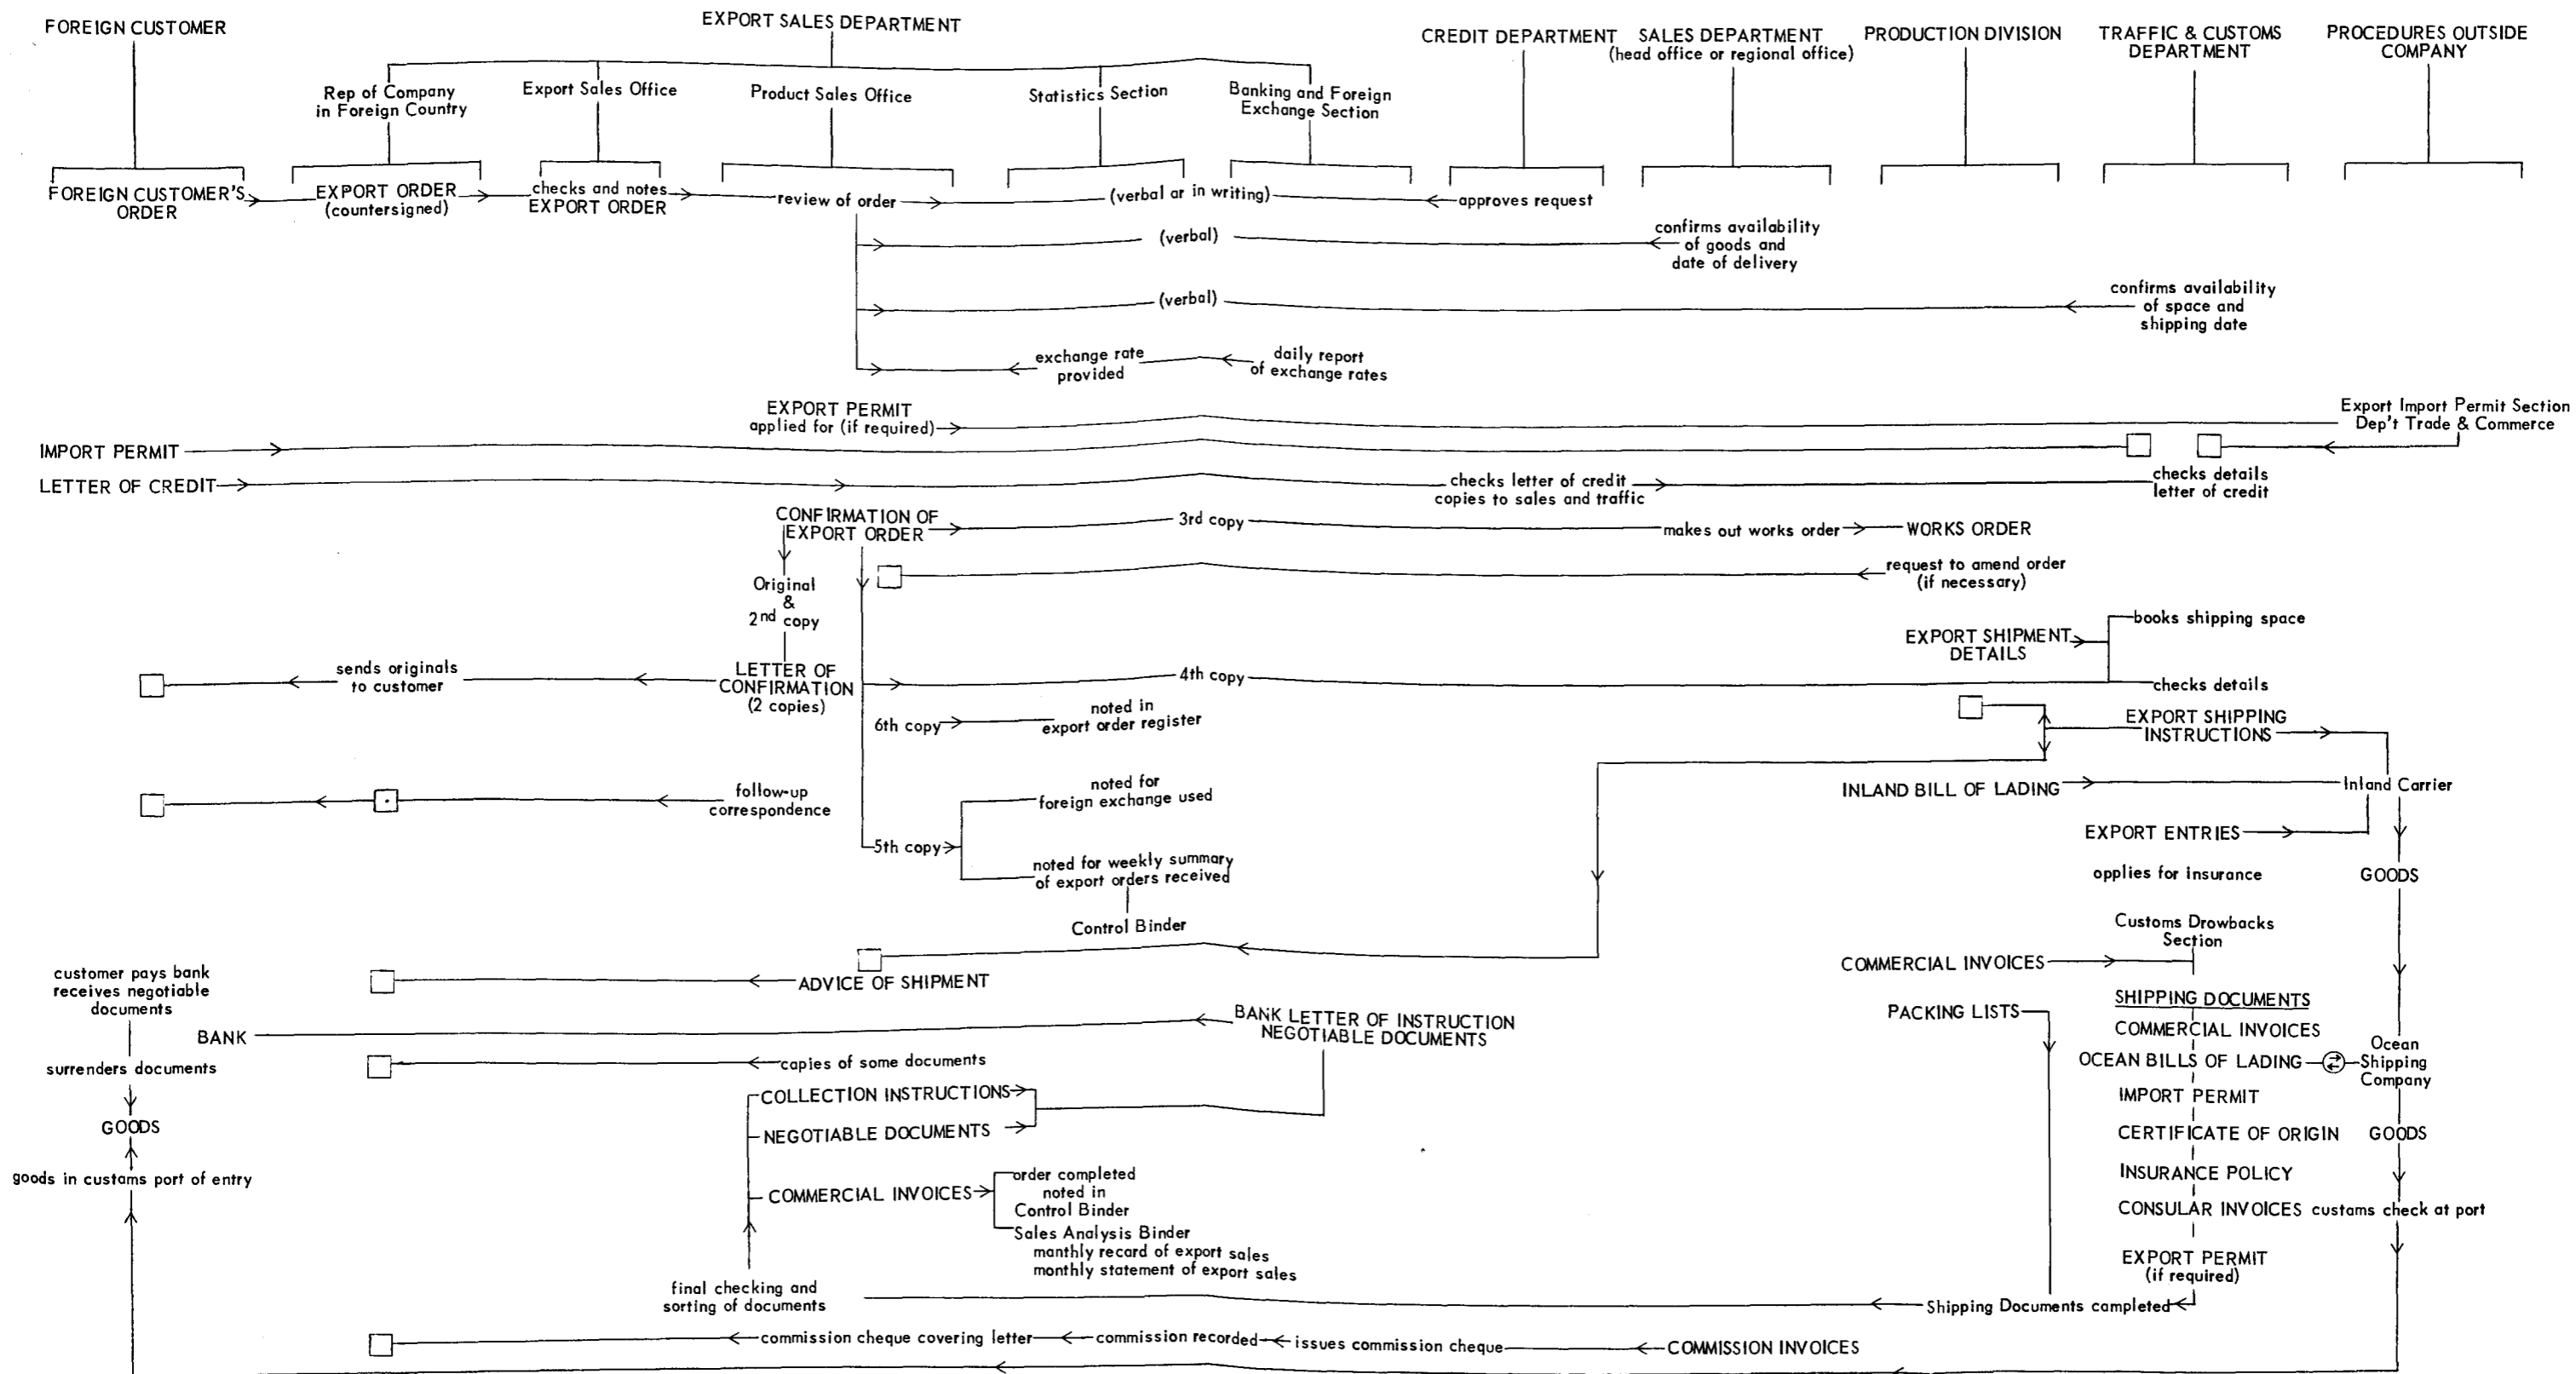 FOREIGN CUSTOMER
EXPORT SALES DEPARTMENT
CREDIT DEPARTMENT
SALES DEPARTMENT
(head office or regional office)
PRODUCTION DIVISION
TRAFFIC & CUSTOMS
DEPARTMENT
PROCEDURES OUTSIDE
COMPANY
Rep of Company
in Foreign Country
Export Sales Office
Product Sales Office
Statistics Section
Banking and Foreign
Exchange Section
FOREIGN CUSTOMER'S
ORDER
EXPORT ORDER
(countersigned)
checks and notes
EXPORT ORDER
review of order
(verbal ar in writing)
approves request
(verbal)
confirms availability
of goods and
date of delivery
(verbal)
confirms availability
of space and
shipping date
exchange rate
provided
daily report
of exchange rates
EXPORT PERMIT
applied for (if required)
Export Import Permit Section
Dep't Trade & Commerce
IMPORT PERMIT
LETTER OF CREDIT
checks letter of credit
copies to sales and traffic
checks details
letter of credit
CONFIRMATION OF
EXPORT ORDER
3rd copy
makes out works order
WORKS ORDER
Original
&
2nd copy
request to amend order
(if necessary)
books shipping space
EXPORT SHIPMENT
DETAILS
sends originals
to customer
LETTER OF
CONFIRMATION
(2 copies)
4th copy
checks details
6th copy
noted in
export order register
EXPORT SHIPPING
INSTRUCTIONS
follow-up
correspondence
noted for
foreign exchange used
INLAND BILL OF LADING
Inland Carrier
EXPORT ENTRIES
5th copy
noted for weekly summary
of export orders received
applies for insurance
GOODS
Control Binder
Customs Drowbacks
Section
customer pays bank
receives negotiable
documents
ADVICE OF SHIPMENT
COMMERCIAL INVOICES
SHIPPING DOCUMENTS
PACKING LISTS
BANK
BANK LETTER OF INSTRUCTION
NEGOTIABLE DOCUMENTS
COMMERCIAL INVOICES
surrenders documents
copies of some documents
OCEAN BILLS OF LADING
Ocean
Shipping
Company
COLLECTION INSTRUCTIONS
IMPORT PERMIT
GOODS
NEGOTIABLE DOCUMENTS
CERTIFICATE OF ORIGIN
GOODS
goods in custams port of entry
order completed
noted in
Control Binder
COMMERCIAL INVOICES
INSURANCE POLICY
CONSULAR INVOICES
custams check at port
Sales Analysis Binder
manthly record of export sales
monthly statement of export sales
EXPORT PERMIT
(if required)
final checking and
sorting of documents
Shipping Documents campleted
commission cheque covering letter
commission recorded
issues commission cheque
COMMISSION INVOICES